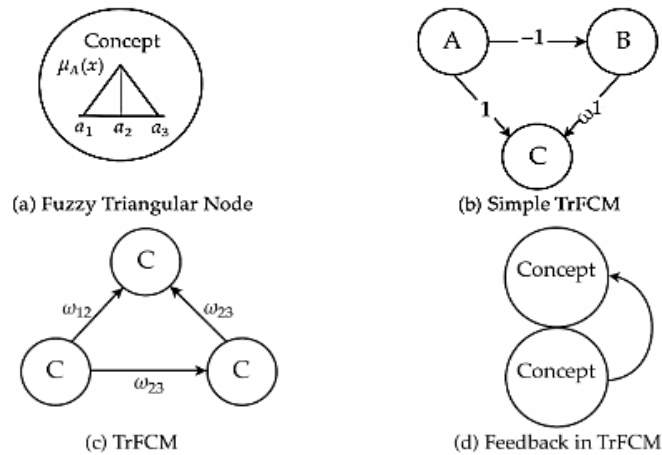 Concept
μ_A(x)
a₁ a₂ a₃
(a) Fuzzy Triangular Node
A –1 B
1 ω1
C
(b) Simple TrFCM
C
ω₁₂ ω₂₃
C ω₂₃ C
(c) TrFCM
Concept
Concept
(d) Feedback in TrFCM